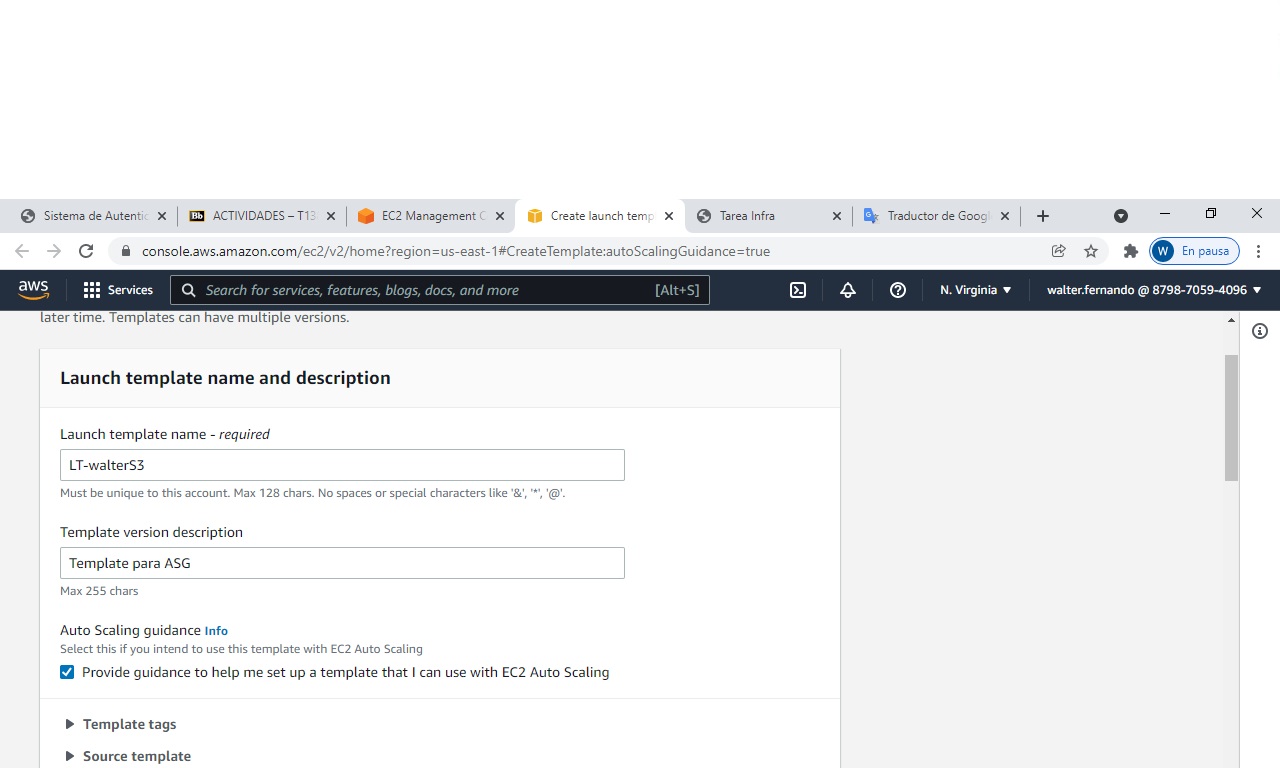 Sistema de Autentic
Bb ACTIVIDADES – T13
EC2 Management C
Create launch temp
Tarea Infra
Traductor de Googl
console.aws.amazon.com/ec2/v2/home?region=us-east-1#CreateTemplate:autoScalingGuidance=true
W En pausa
aws Services Search for services, features, blogs, docs, and more [Alt+S] N. Virginia walter.fernando @ 8798-7059-4096
later time. Templates can have multiple versions.
Launch template name and description
Launch template name - required
LT-walterS3
Must be unique to this account. Max 128 chars. No spaces or special characters like '&', '*', '@'.
Template version description
Template para ASG
Max 255 chars
Auto Scaling guidance Info
Select this if you intend to use this template with EC2 Auto Scaling
Provide guidance to help me set up a template that I can use with EC2 Auto Scaling
Template tags
Source template